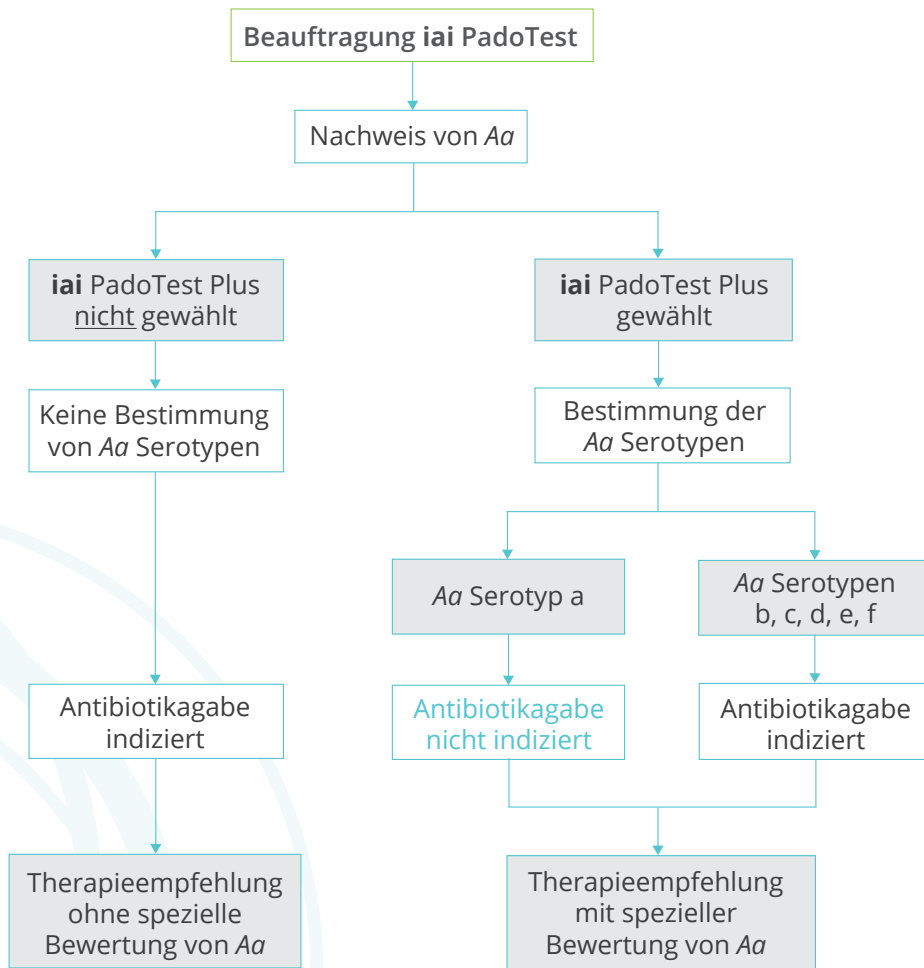 Beauftragung iai PadoTest
Nachweis von Aa
iai PadoTest Plus
nicht gewählt
iai PadoTest Plus
gewählt
Keine Bestimmung
von Aa Serotypen
Bestimmung der
Aa Serotypen
Aa Serotyp a
Aa Serotypen
b, c, d, e, f
Antibiotikagabe
indiziert
Antibiotikagabe
nicht indiziert
Antibiotikagabe
indiziert
Therapieempfehlung
ohne spezielle
Bewertung von Aa
Therapieempfehlung
mit spezieller
Bewertung von Aa